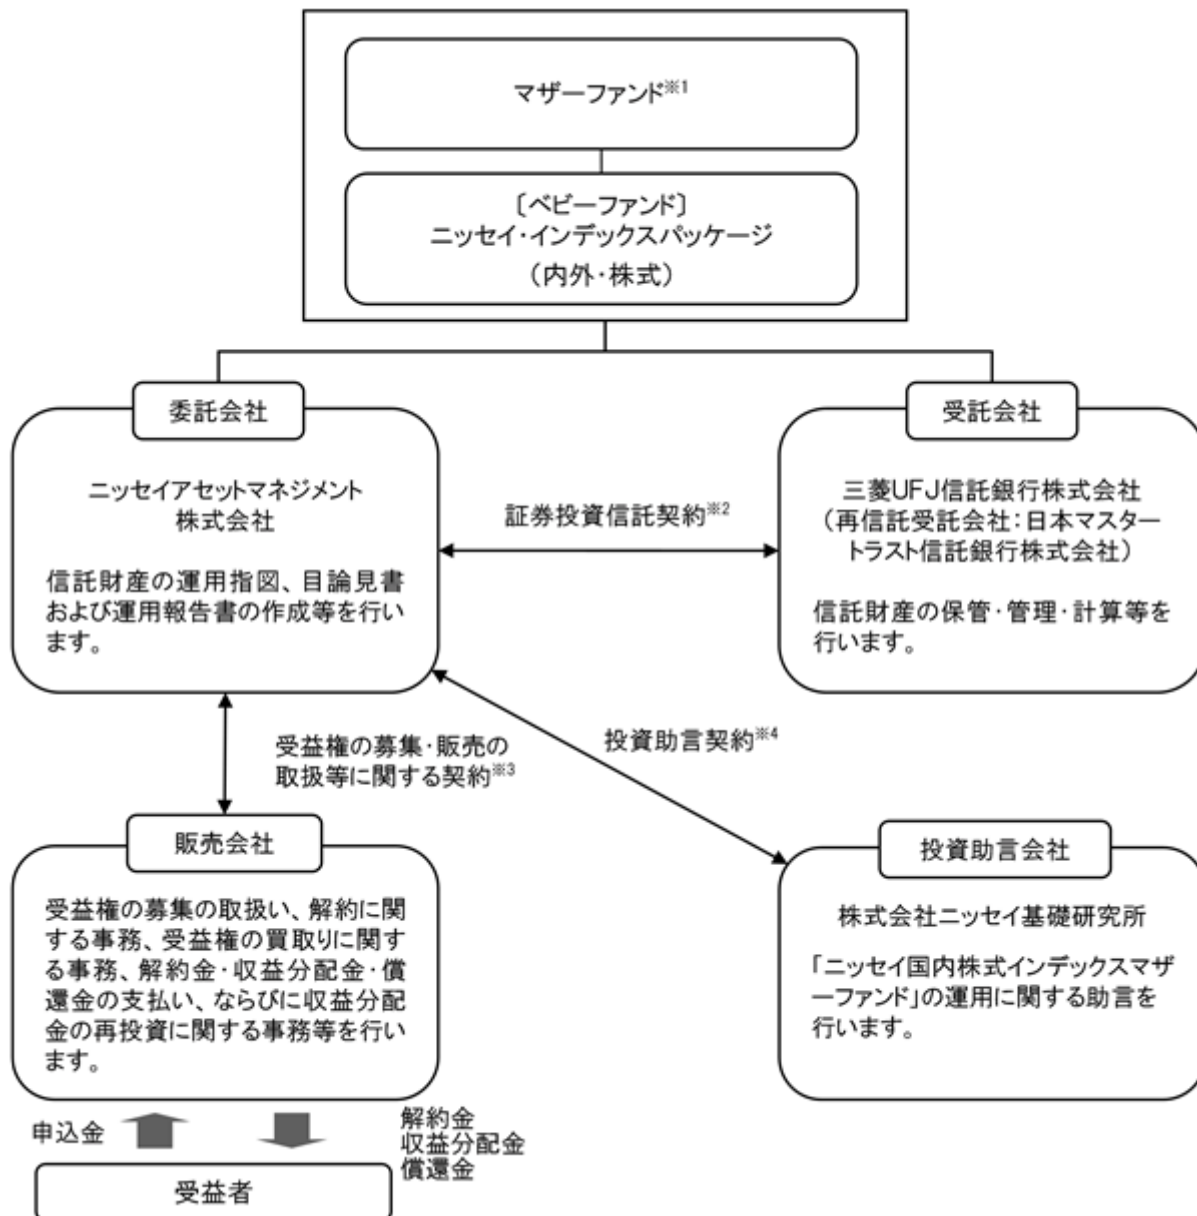 マザーファンド※1
〔ベビーファンド〕
ニッセイ・インデックスパッケージ
（内外・株式）
委託会社
ニッセイアセットマネジメント
株式会社
信託財産の運用指図、目論見書
および運用報告書の作成等を行い
ます。
受託会社
三菱UFJ信託銀行株式会社
（再信託受託会社：日本マスター
トラスト信託銀行株式会社）
信託財産の保管・管理・計算等を
行います。
証券投資信託契約※2
受益権の募集・販売の
取扱等に関する契約※3
投資助言契約※4
販売会社
受益権の募集の取扱い、解約に関
する事務、受益権の買取りに関す
る事務、解約金・収益分配金・償
還金の支払い、ならびに収益分配
金の再投資に関する事務等を行い
ます。
投資助言会社
株式会社ニッセイ基礎研究所
「ニッセイ国内株式インデックスマザ
ーファンド」の運用に関する助言を
行います。
申込金
解約金
収益分配金
償還金
受益者